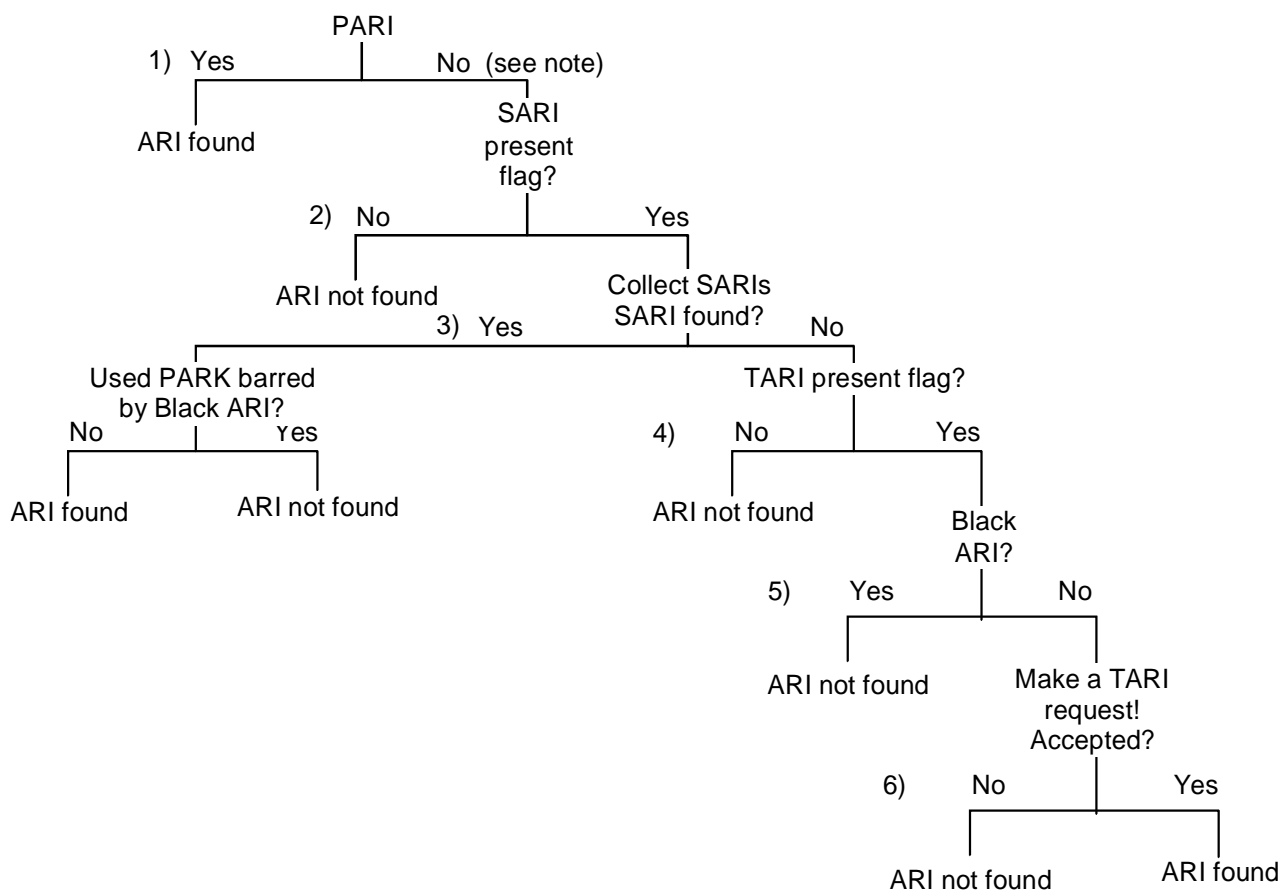 PARI
1) Yes No (see note)
ARI found
SARI
present
flag?
2) No Yes
ARI not found
Collect SARIs
SARI found?
3) Yes No
Used PARK barred
by Black ARI?
TARI present flag?
No Yes
4) No Yes
ARI found
ARI not found
ARI not found
Black
ARI?
5) Yes No
ARI not found
Make a TARI
request!
Accepted?
6) No Yes
ARI not found
ARI found